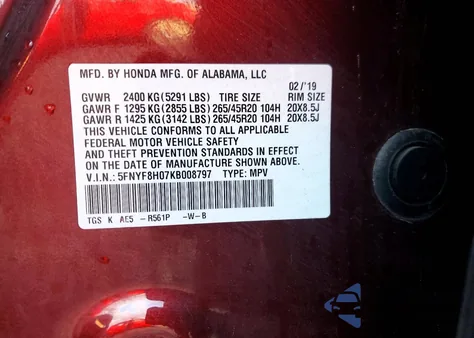 MFD. BY HONDA MFG. OF ALABAMA, LLC
02/'19
GVWR 2400 KG (5291 LBS) TIRE SIZE RIM SIZE
GAWR F 1295 KG (2855 LBS) 265/45R20 104H 20X8.5J
GAWR R 1425 KG (3142 LBS) 265/45R20 104H 20X8.5J
THIS VEHICLE CONFORMS TO ALL APPLICABLE
FEDERAL MOTOR VEHICLE SAFETY
AND THEFT PREVENTION STANDARDS IN EFFECT
ON THE DATE OF MANUFACTURE SHOWN ABOVE.
V.I.N.: 5FNYF8H07KB008797 TYPE: MPV
TGS K AE5 -R561P -W-B